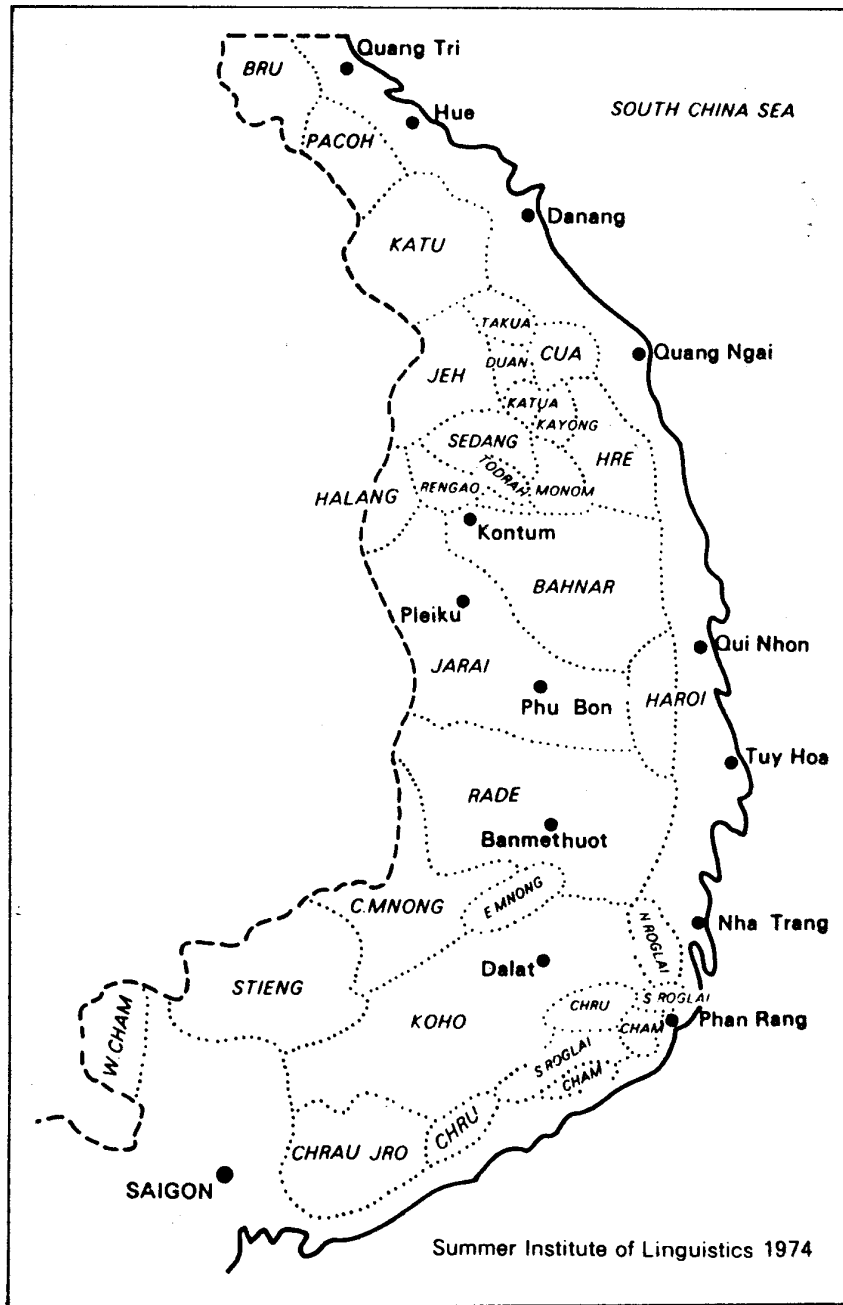 Quang Tri
BRU
SOUTH CHINA SEA
Hue
PACOH
Danang
KATU
TAKUA
CUA
Quang Ngai
DUAN
JEH
KATUA
KAYONG
SEDANG
HRE
TODRAH
RENGAO
MONOM
HALANG
Kontum
BAHNAR
Pleiku
Qui Nhon
JARAI
HAROI
Phu Bon
Tuy Hoa
RADE
Banmethuot
C.MNONG
E MNONG
Nha Trang
N ROGLAI
Dalat
STIENG
S ROGLAI
CHRU
KOHO
Phan Rang
CHAM
W.CHAM
S ROGLAI
CHAM
CHRU
CHRAU JRO
SAIGON
Summer Institute of Linguistics 1974